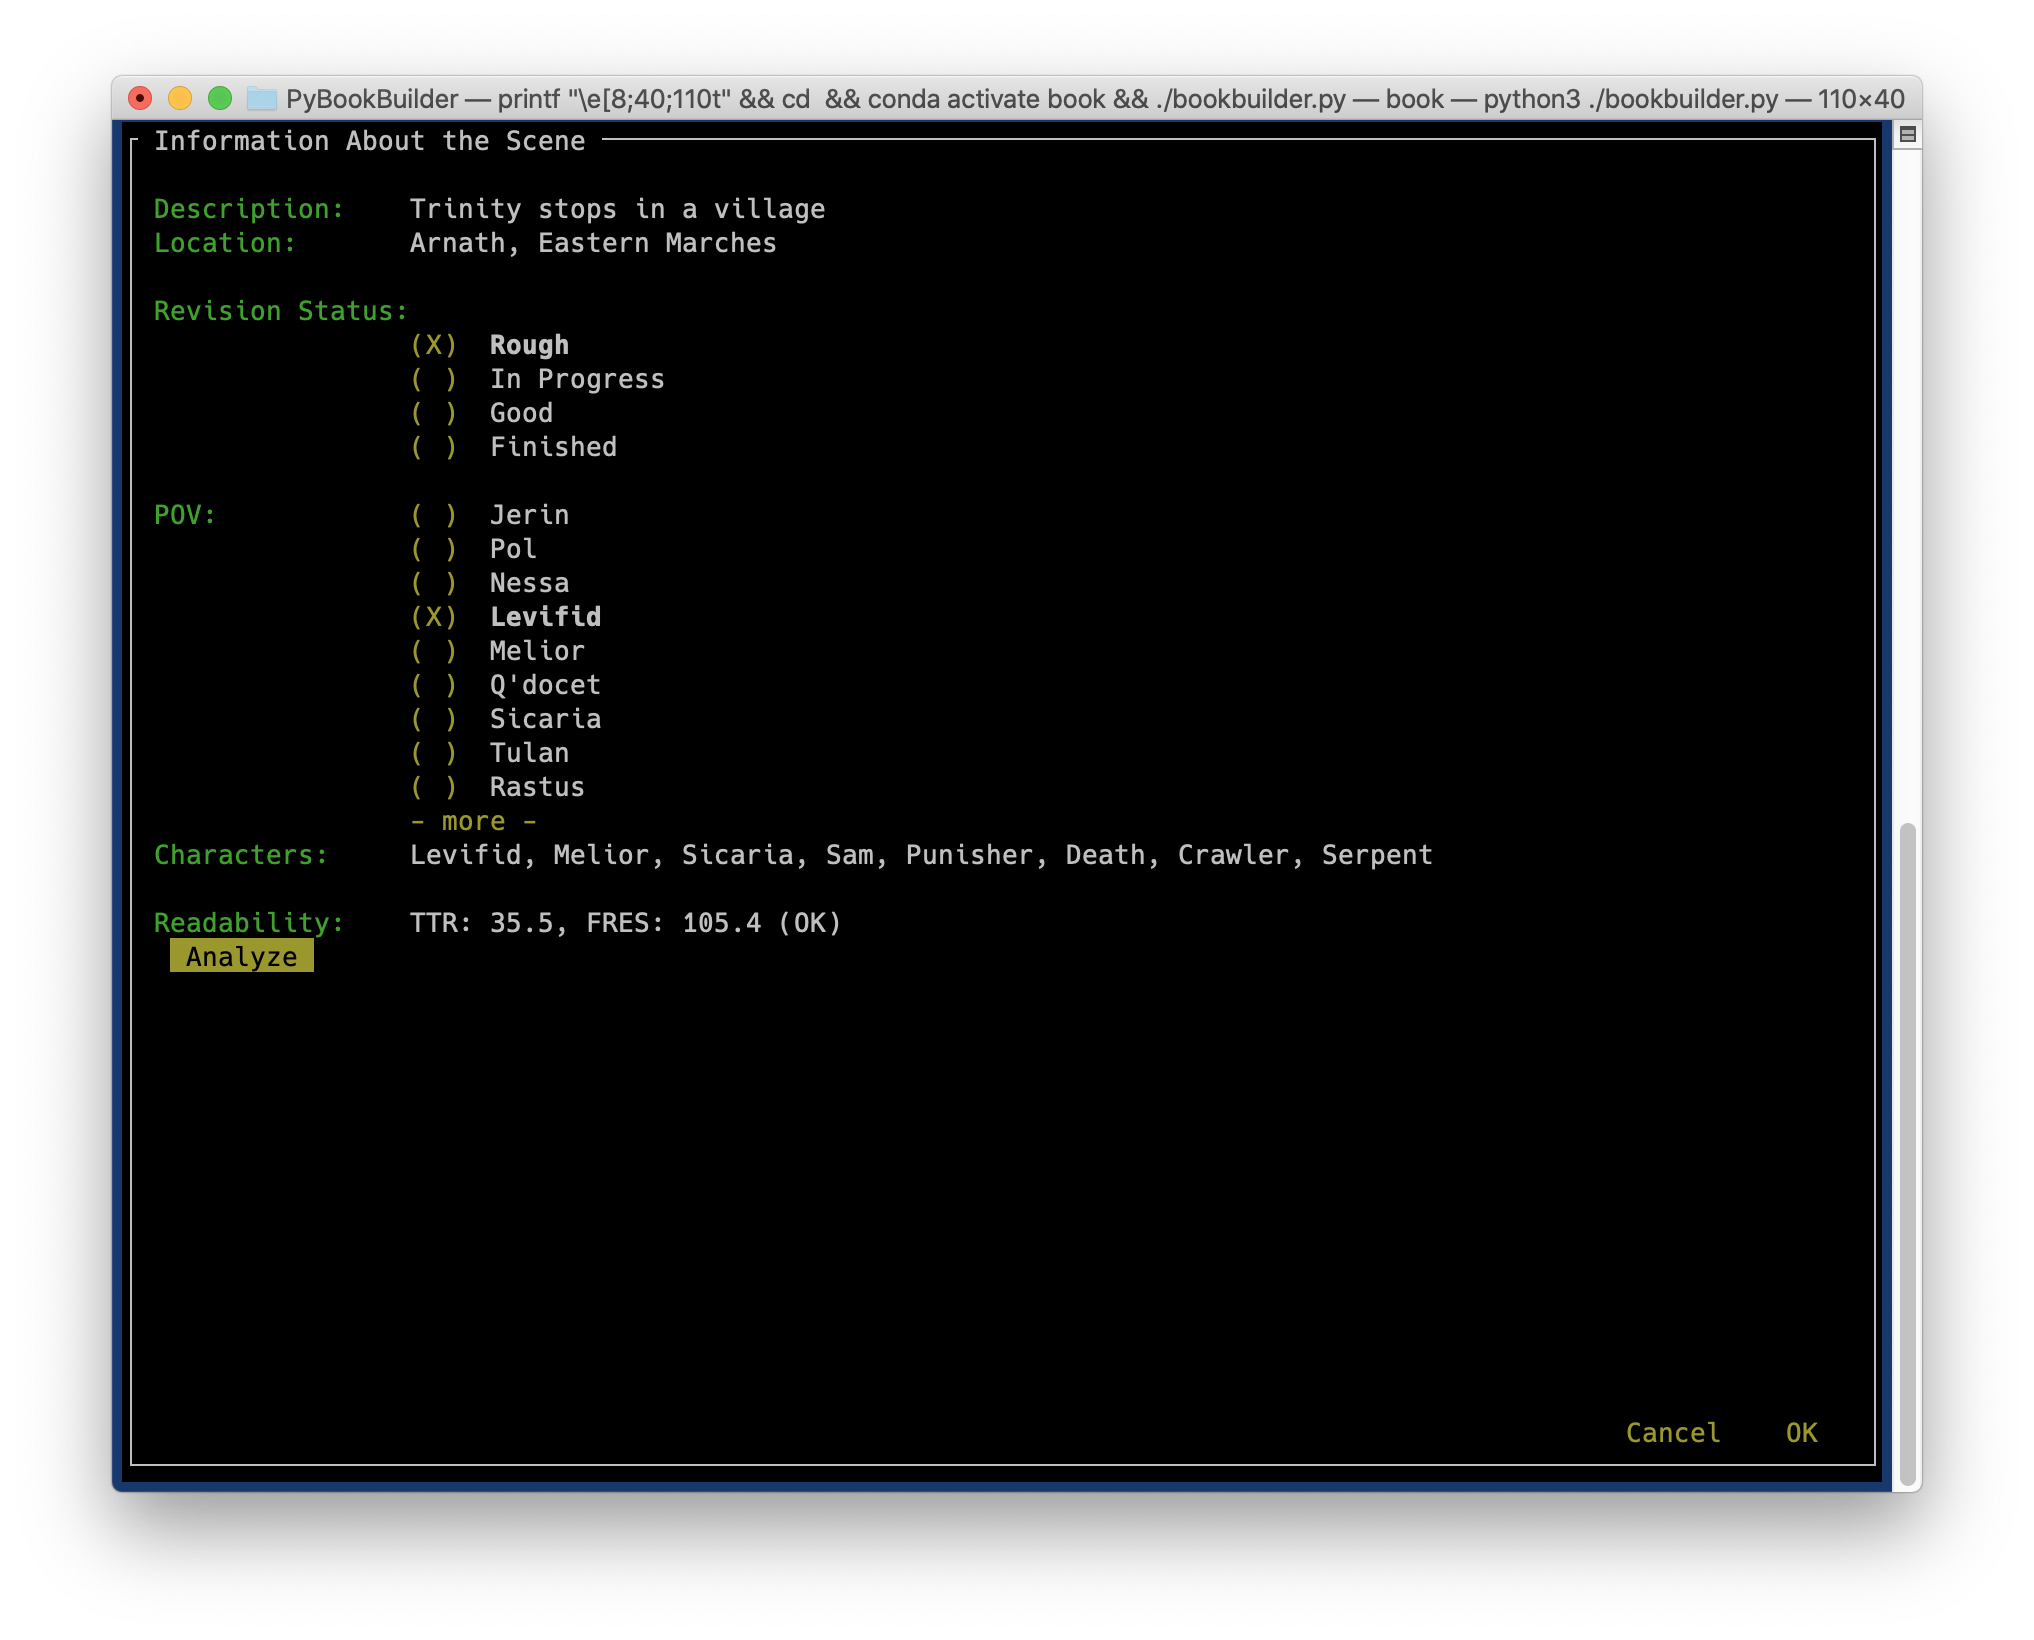 PyBookBuilder — printf "\e[8;40;110t" && cd  && conda activate book && ./bookbuilder.py — book — python3 ./bookbuilder.py — 110×40
Information About the Scene
Description: Trinity stops in a village
Location: Arnath, Eastern Marches
Revision Status:
(X) Rough
( ) In Progress
( ) Good
( ) Finished
POV: ( ) Jerin
( ) Pol
( ) Nessa
(X) Levifid
( ) Melior
( ) Q'docet
( ) Sicaria
( ) Tulan
( ) Rastus
- more -
Characters: Levifid, Melior, Sicaria, Sam, Punisher, Death, Crawler, Serpent
Readability: TTR: 35.5, FRES: 105.4 (OK)
Analyze
Cancel OK